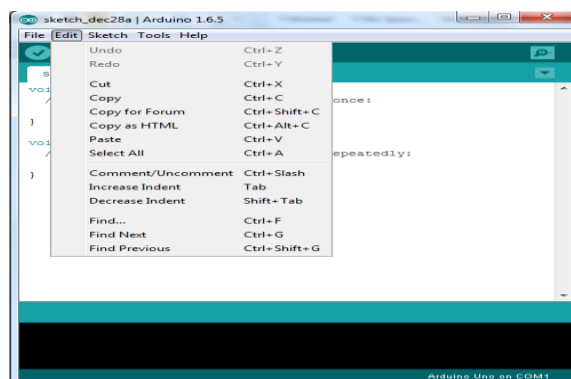 sketch_dec28a | Arduino 1.6.5
File Edit Sketch Tools Help
Undo Ctrl+Z
Redo Ctrl+Y
s
Cut Ctrl+X
Copy Ctrl+C
Copy for Forum Ctrl+Shift+C
Copy as HTML Ctrl+Alt+C
Paste Ctrl+V
Select All Ctrl+A
Comment/Uncomment Ctrl+Slash
Increase Indent Tab
Decrease Indent Shift+Tab
Find... Ctrl+F
Find Next Ctrl+G
Find Previous Ctrl+Shift+G
voi
/ once:
}
voi
/ epeatedly:
}
Arduino Uno on COM1